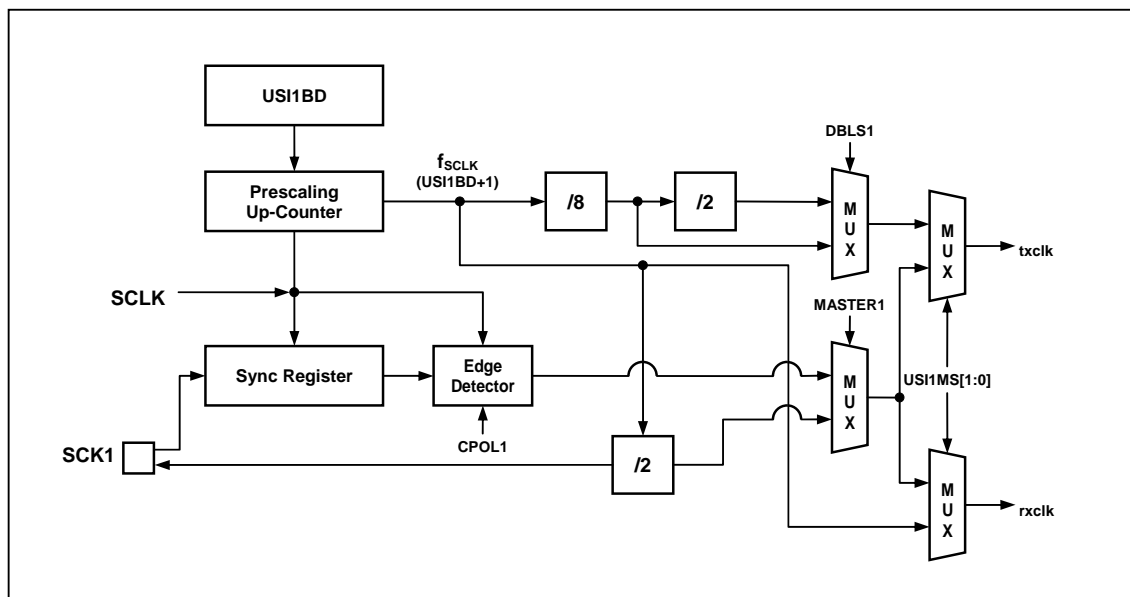 USI1BD
DBLS1
Prescaling
Up-Counter
fSCLK
(USI1BD+1)
/8
/2
M
U
X
M
U
X
txclk
SCLK
MASTER1
Sync Register
Edge
Detector
M
U
X
USI1MS[1:0]
CPOL1
SCK1
/2
M
U
X
rxclk